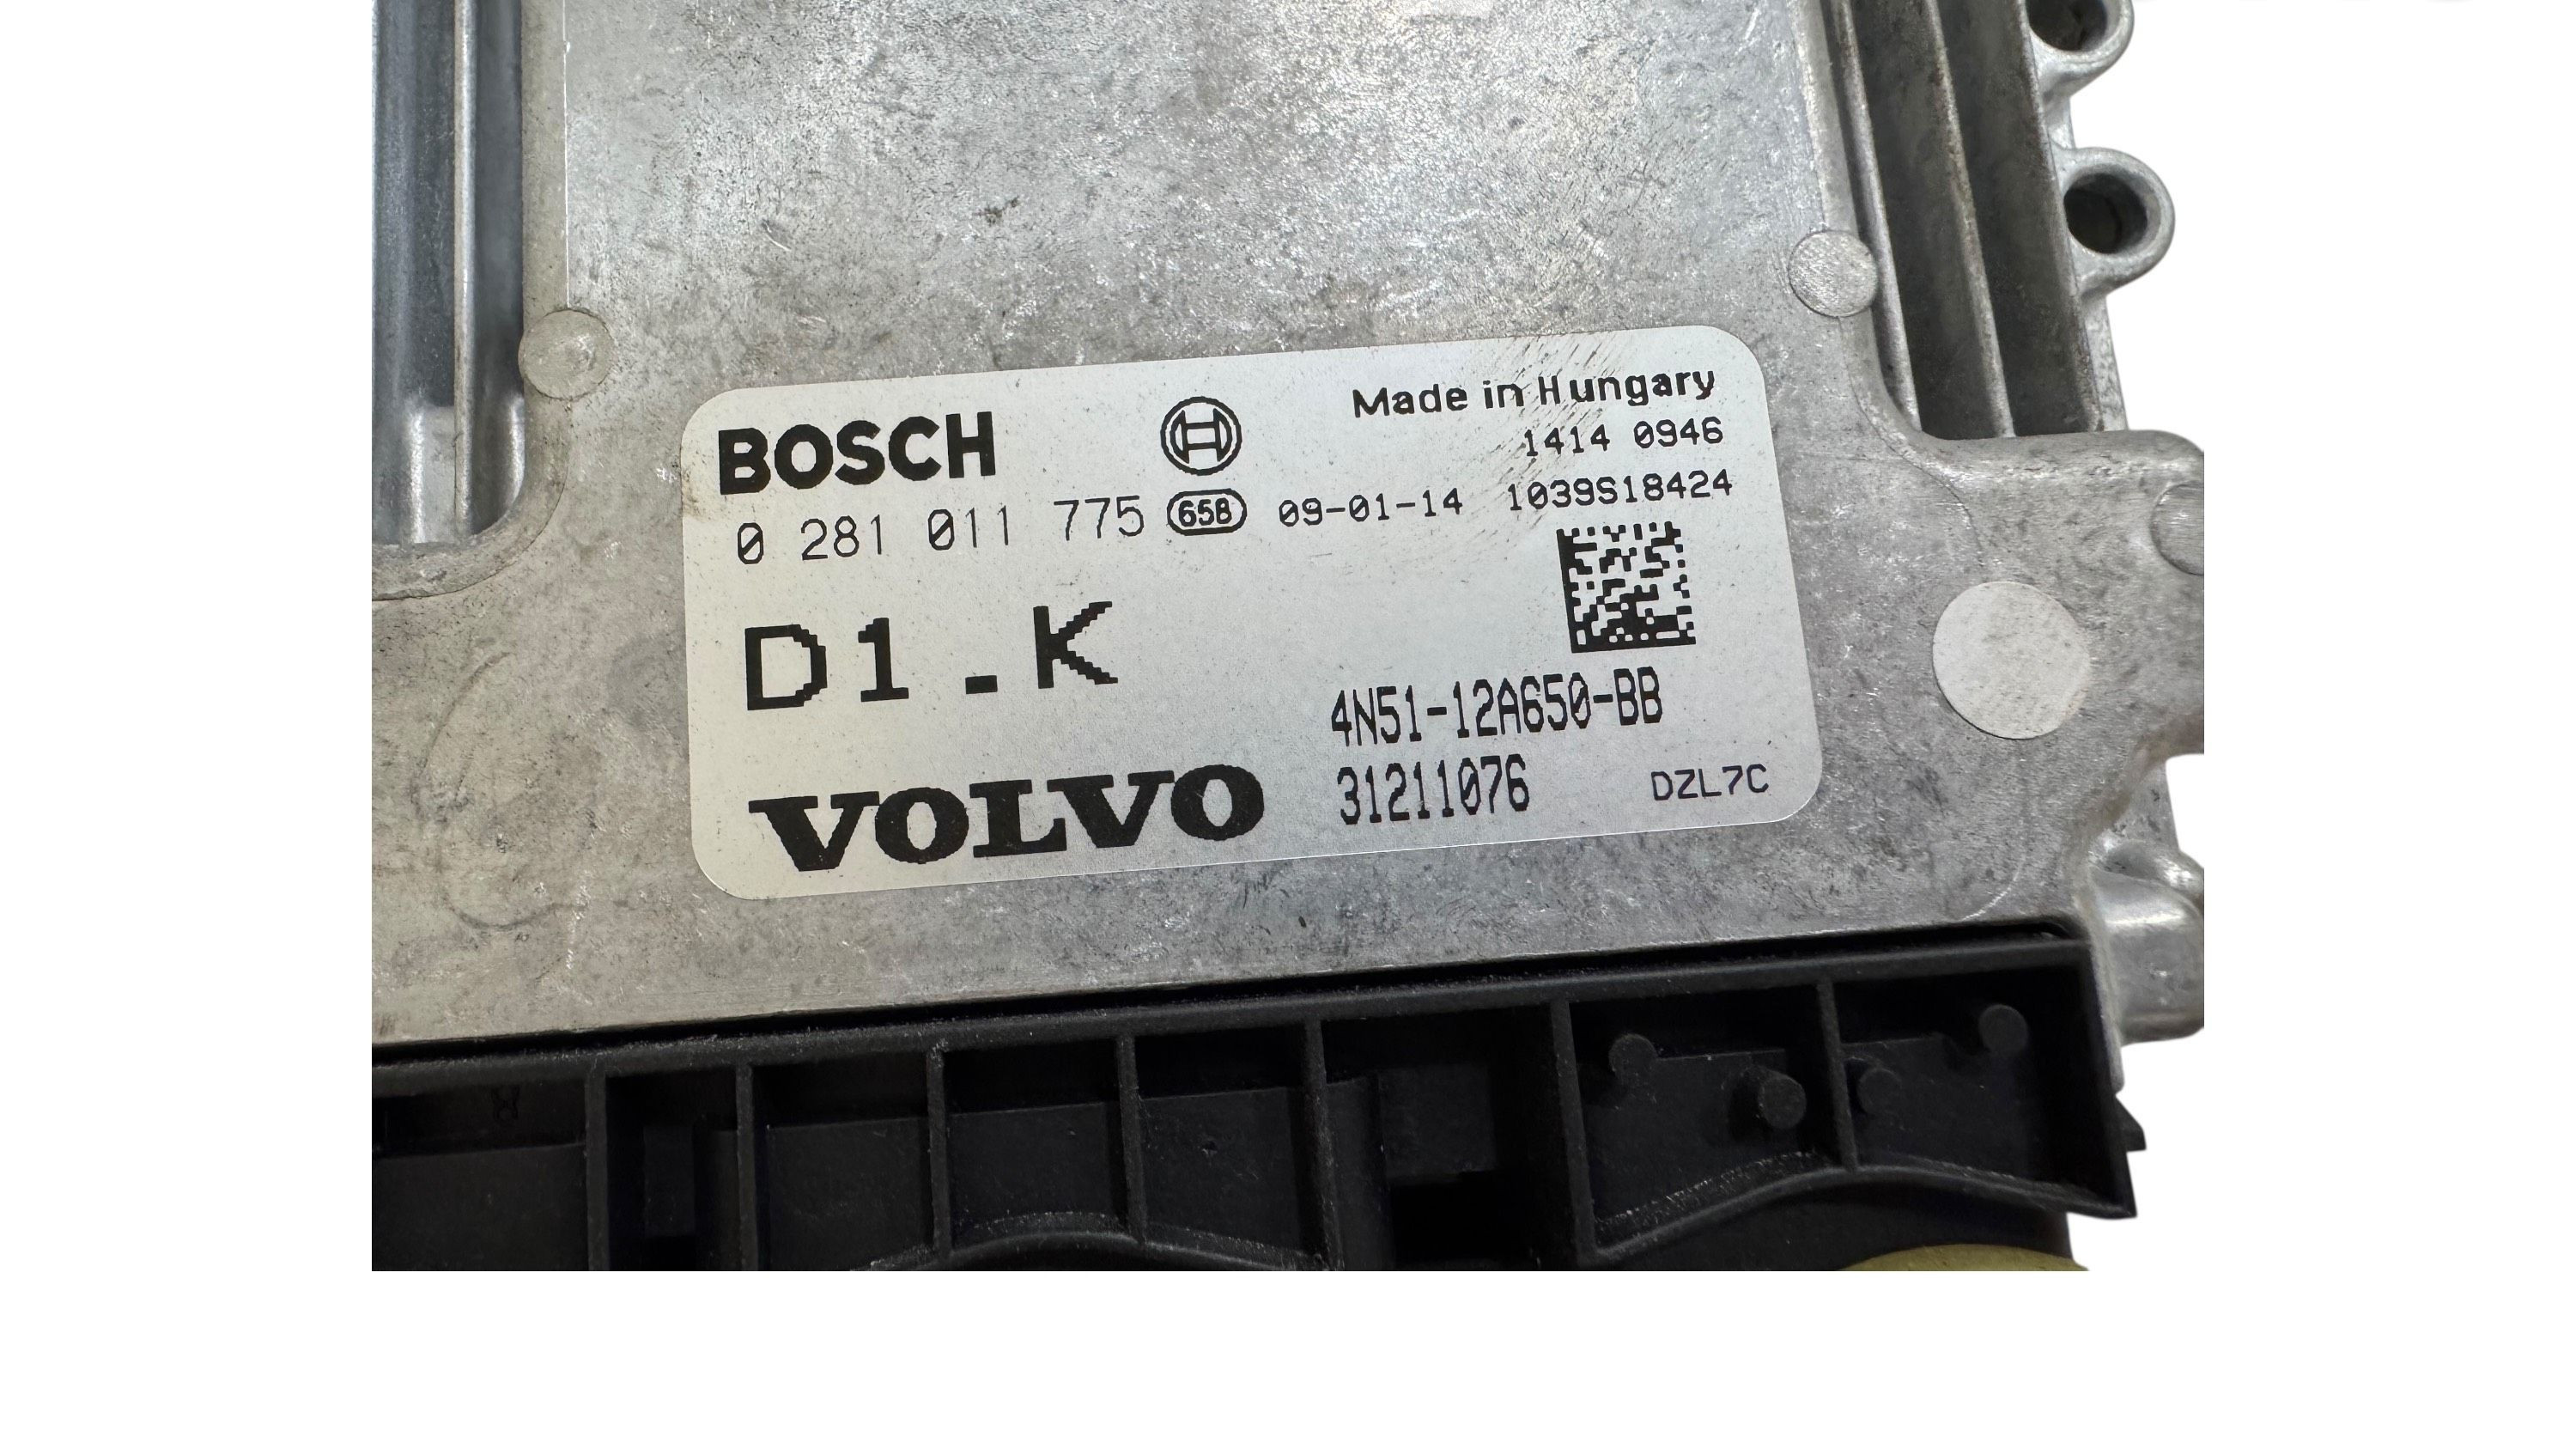 BOSCH
Made in Hungary
1414 0946
0 281 011 775 658 09-01-14 1039S18424
D1.K
4N51-12A650-BB
VOLVO 31211076 DZL7C